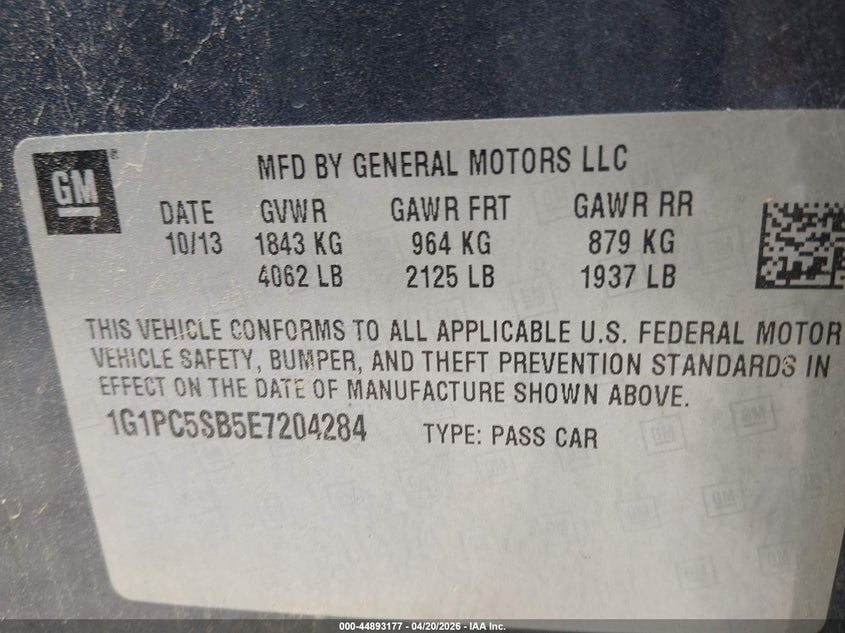 GM
MFD BY GENERAL MOTORS LLC
DATE GVWR GAWR FRT GAWR RR
10/13 1843 KG 964 KG 879 KG
4062 LB 2125 LB 1937 LB
THIS VEHICLE CONFORMS TO ALL APPLICABLE U.S. FEDERAL MOTOR
VEHICLE SAFETY, BUMPER, AND THEFT PREVENTION STANDARDS IN
EFFECT ON THE DATE OF MANUFACTURE SHOWN ABOVE.
1G1PC5SB5E7204284 TYPE: PASS CAR
000-44893177 - 04/20/2026 - IAA Inc.